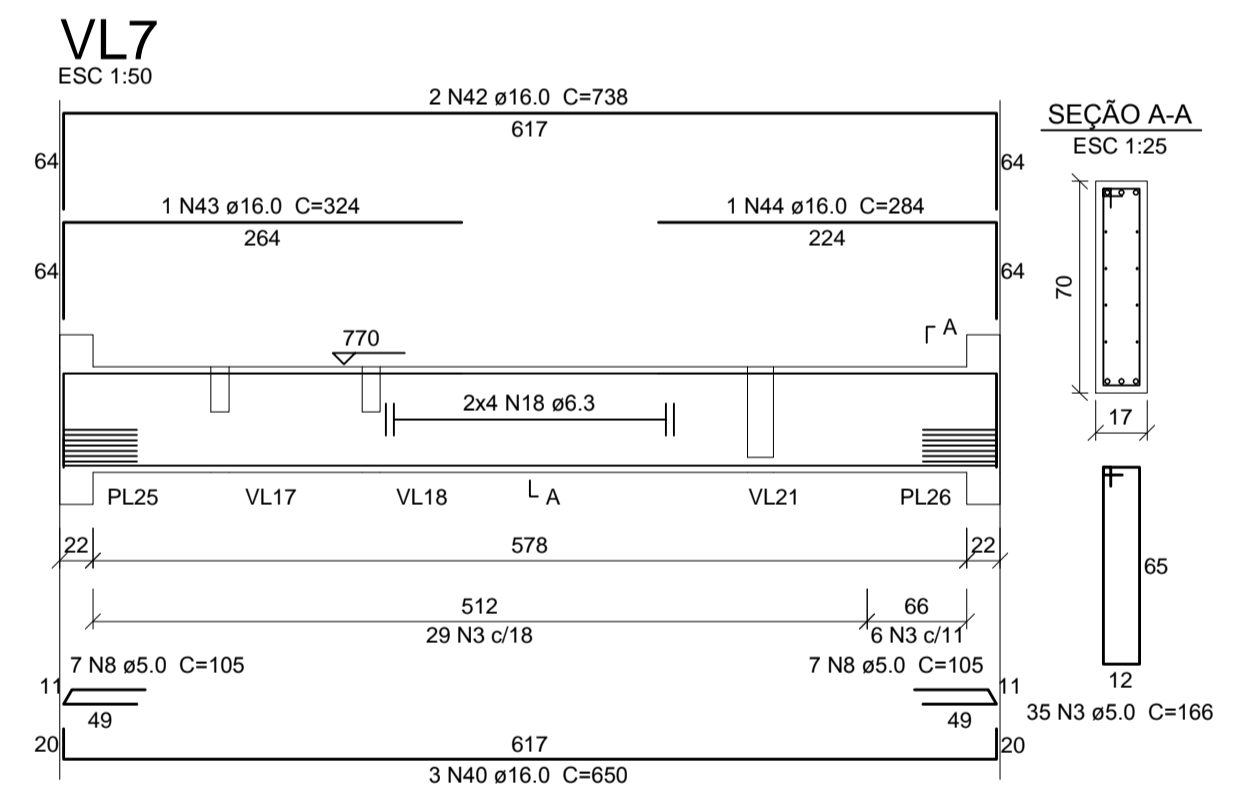 VL7
ESC 1:50
2 N42 ø16.0 C=738
617
64
64
1 N43 ø16.0 C=324
264
64
1 N44 ø16.0 C=284
224
64
770
A
2x4 N18 ø6.3
PL25
VL17
VL18
A
VL21
PL26
22
578
22
512
66
29 N3 c/18
6 N3 c/11
7 N8 ø5.0 C=105
11
49
7 N8 ø5.0 C=105
11
49
20
617
20
3 N40 ø16.0 C=650
SEÇÃO A-A
ESC 1:25
70
17
65
12
35 N3 ø5.0 C=166